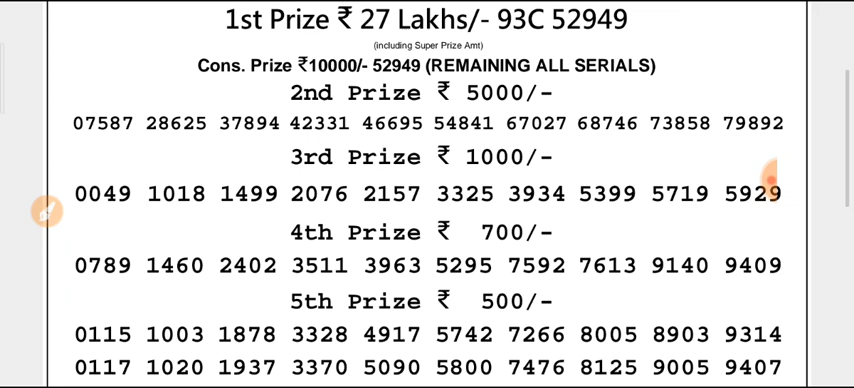 1st Prize ₹ 27 Lakhs/- 93C 52949
(including Super Prize Amt)
Cons. Prize ₹10000/- 52949 (REMAINING ALL SERIALS)
2nd Prize ₹ 5000/-
07587 28625 37894 42331 46695 54841 67027 68746 73858 79892
3rd Prize ₹ 1000/-
0049 1018 1499 2076 2157 3325 3934 5399 5719 5929
4th Prize ₹ 700/-
0789 1460 2402 3511 3963 5295 7592 7613 9140 9409
5th Prize ₹ 500/-
0115 1003 1878 3328 4917 5742 7266 8005 8903 9314
0117 1020 1937 3370 5090 5800 7476 8125 9005 9407